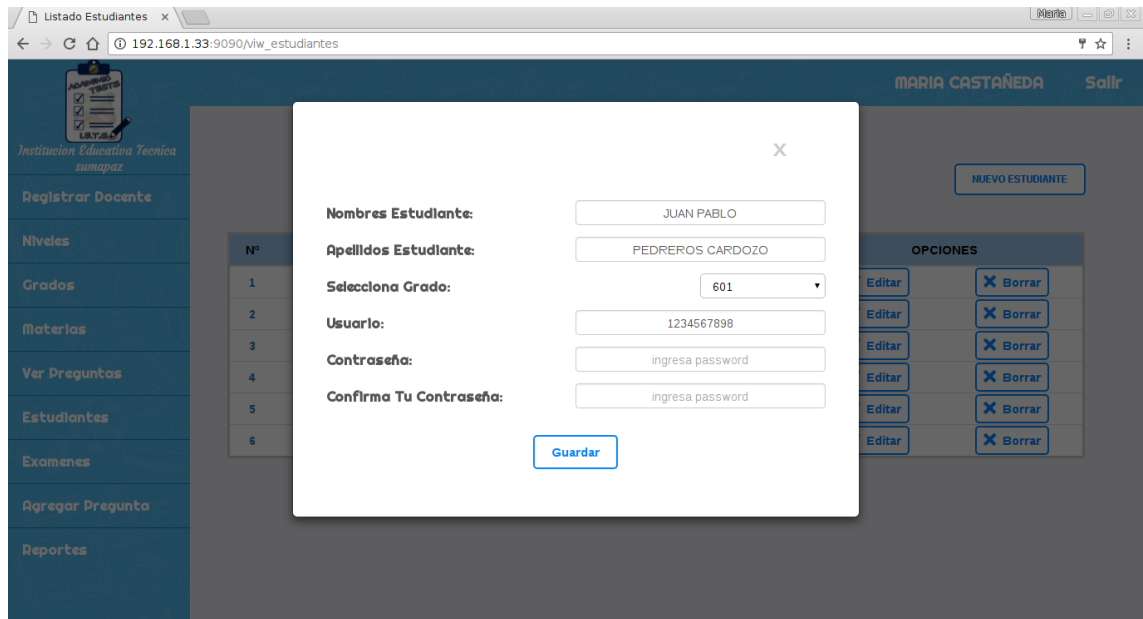 Listado Estudiantes x
Maria
192.168.1.33:9090/viw_estudiantes
ACADEMIC TESTS
I.E.T.S.
Institucion Educativa Tecnica
sumapaz
MARIA CASTAÑEDA Salir
Registrar Docente
Niveles
Grados
Materias
Ver Preguntas
Estudiantes
Examenes
Agregar Pregunta
Reportes
NUEVO ESTUDIANTE
X
Nombres Estudiante: JUAN PABLO
Apellidos Estudiante: PEDREROS CARDOZO
Selecciona Grado: 601
Usuario: 1234567898
Contraseña: ingresa password
Confirma Tu Contraseña: ingresa password
Guardar
N° OPCIONES
1 Editar Borrar
2 Editar Borrar
3 Editar Borrar
4 Editar Borrar
5 Editar Borrar
6 Editar Borrar